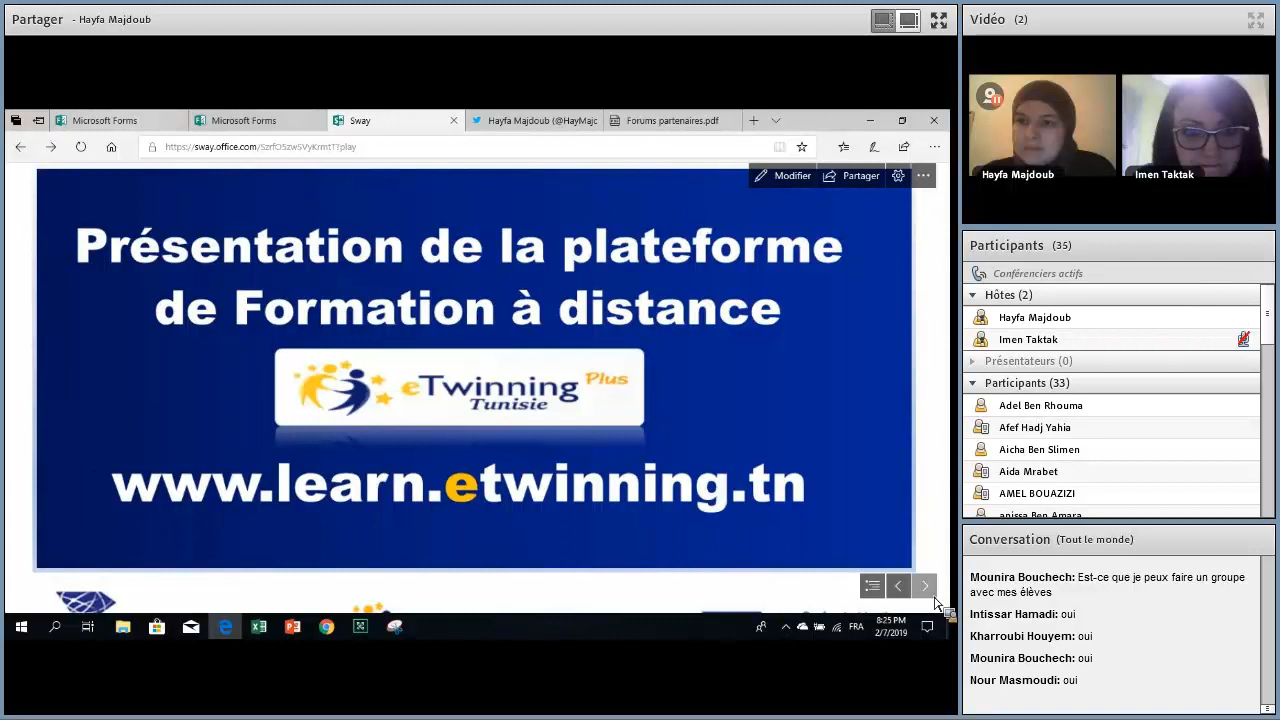 Partager - Hayfa Majdoub
Microsoft Forms
Microsoft Forms
Sway
Hayfa Majdoub (@HayMajc
Forums partenaires.pdf
Modifier
Partager
Présentation de la plateforme
de Formation à distance
eTwinning Plus
Tunisie
www.learn.etwinning.tn
FRA
8:25 PM
2/7/2019
Vidéo (2)
Hayfa Majdoub
Imen Taktak
Participants (35)
Conférenciers actifs
Hôtes (2)
Hayfa Majdoub
Imen Taktak
Présentateurs (0)
Participants (33)
Adel Ben Rhouma
Afef Hadj Yahia
Aicha Ben Slimen
Aida Mrabet
AMEL BOUAZIZI
anissa Ben Amara
Conversation (Tout le monde)
Mounira Bouchech: Est-ce que je peux faire un groupe
avec mes élèves
Intissar Hamadi: oui
Kharroubi Houyem: oui
Mounira Bouchech: oui
Nour Masmoudi: oui